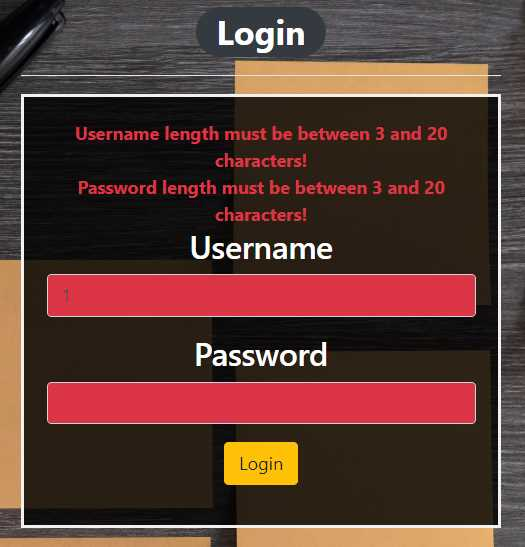 Login
Username length must be between 3 and 20
characters!
Password length must be between 3 and 20
characters!
Username
1
Password
Login